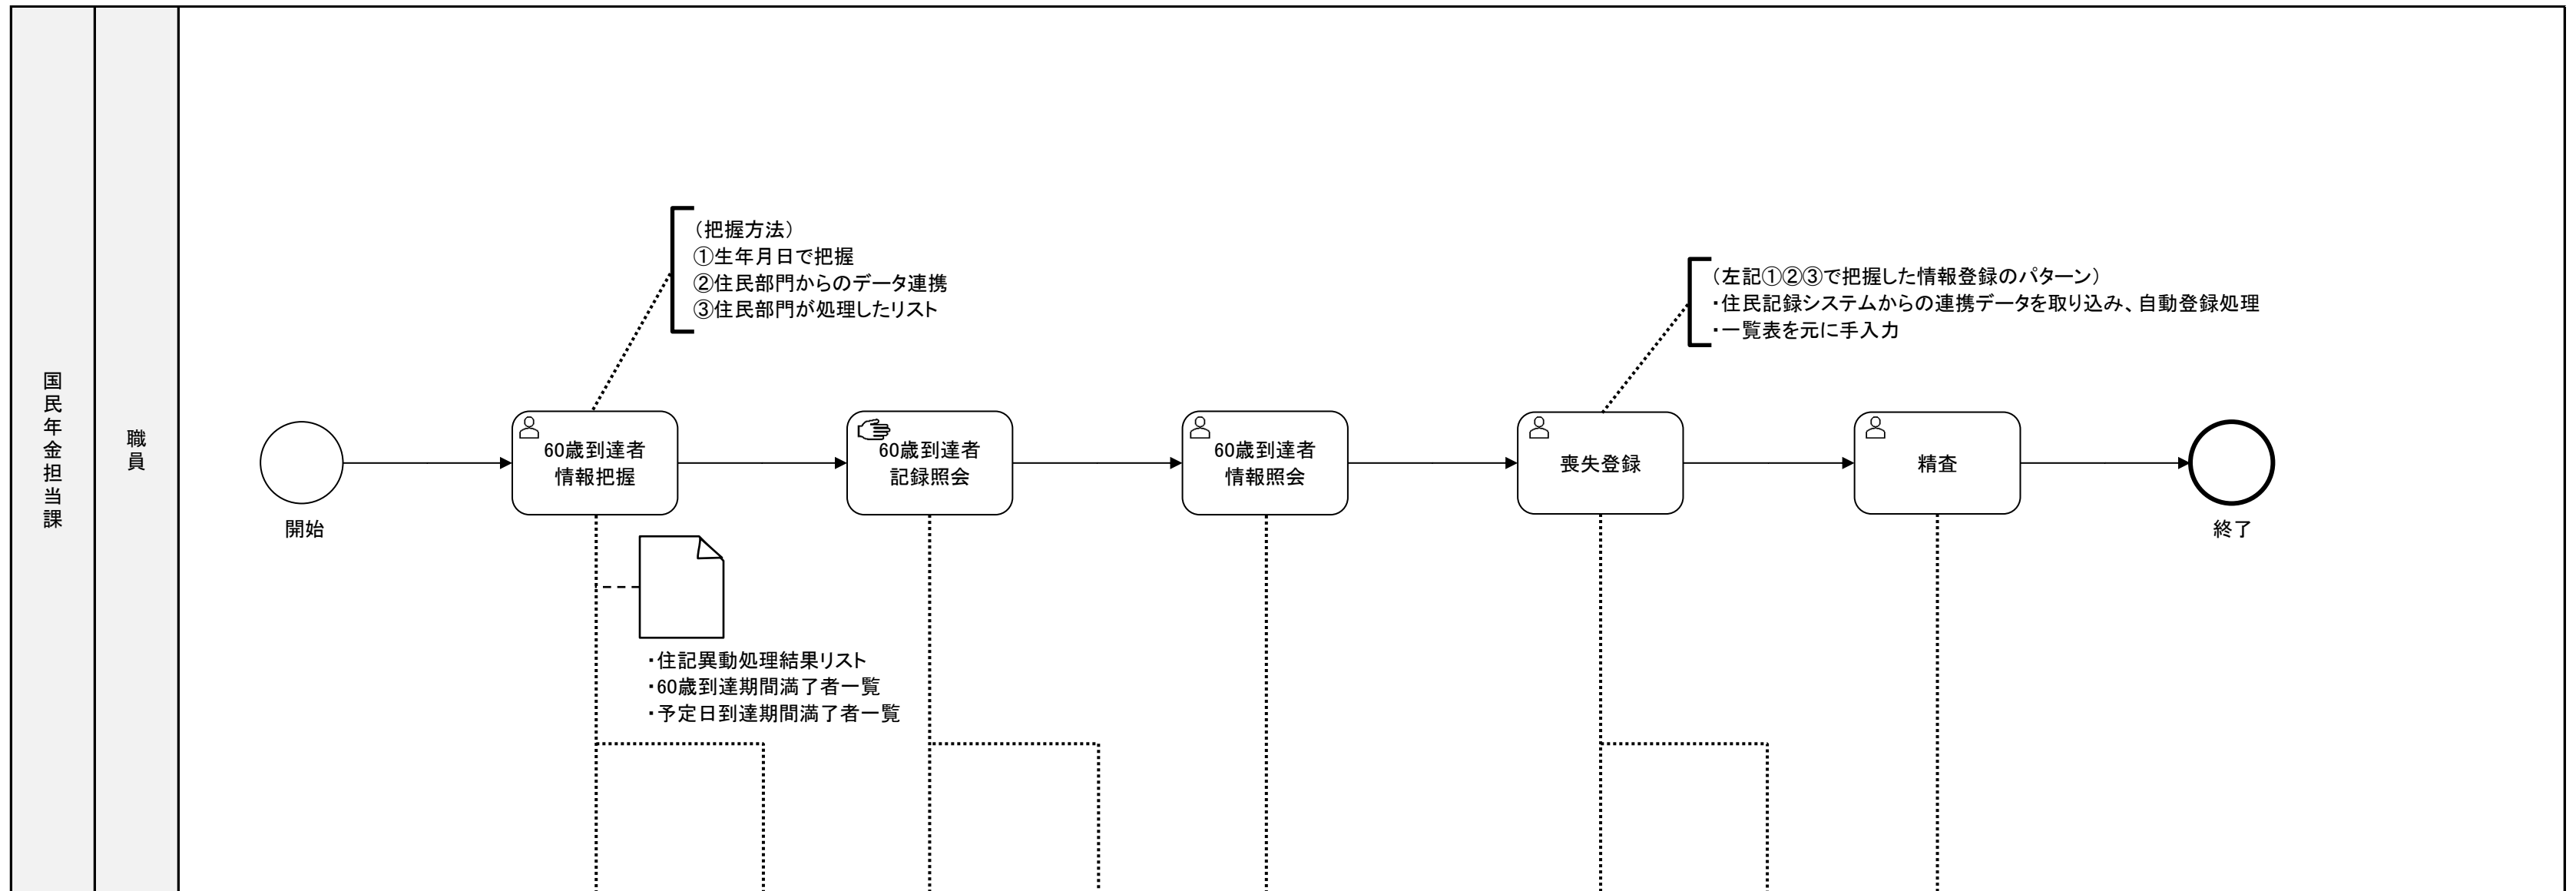 国民年金担当課
職員
(把握方法)
①生年月日で把握
②住民部門からのデータ連携
③住民部門が処理したリスト
(左記①②③で把握した情報登録のパターン)
・住民記録システムからの連携データを取り込み、自動登録処理
・一覧表を元に手入力
開始
60歳到達者
情報把握
60歳到達者
記録照会
60歳到達者
情報照会
喪失登録
精査
終了
・住記異動処理結果リスト
・60歳到達期間満了者一覧
・予定日到達期間満了者一覧